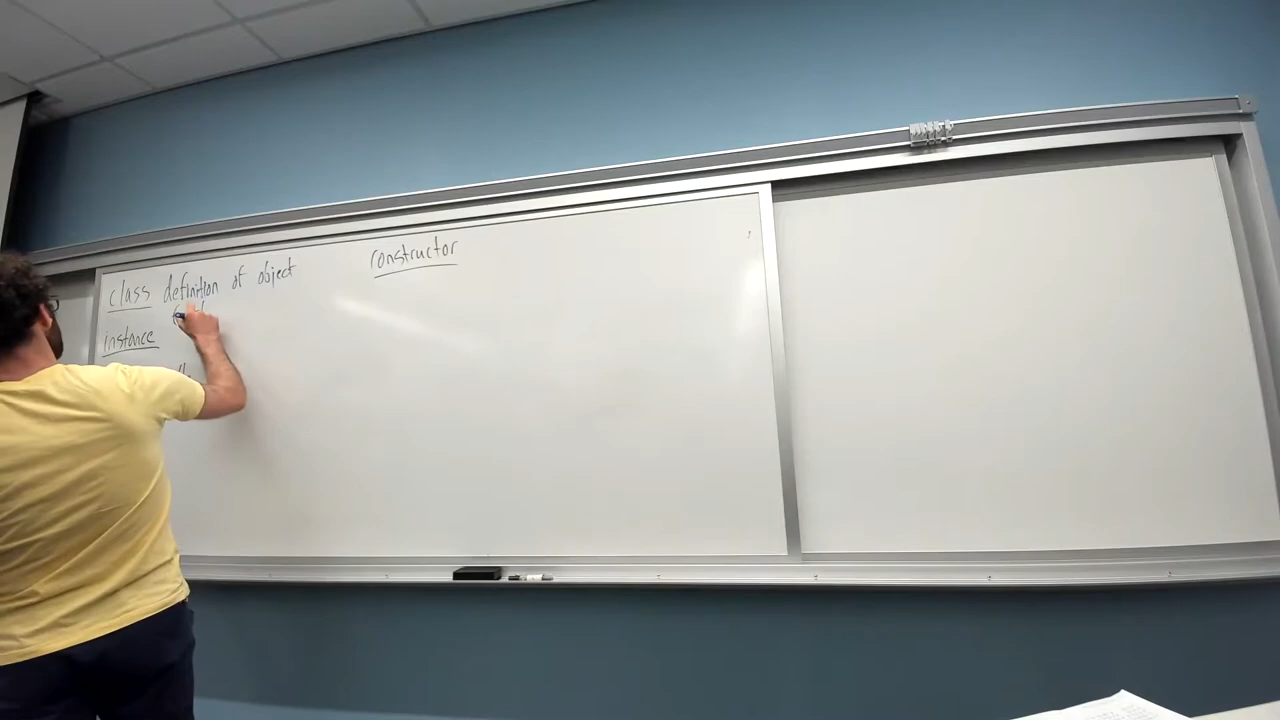 class definition of object
instance
constructor